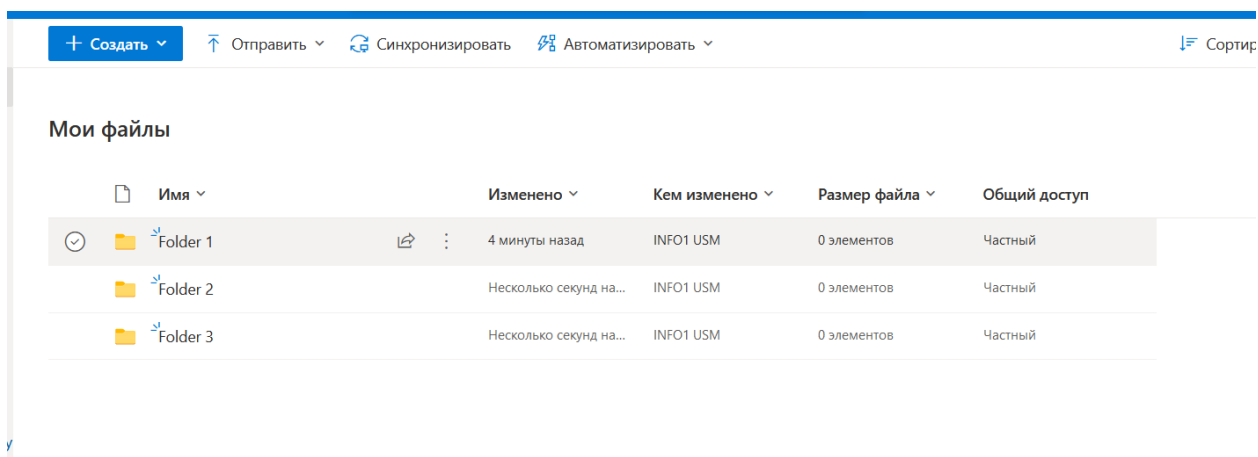 Создать Отправить Синхронизировать Автоматизировать Сортир
Мои файлы
Имя Изменено Кем изменено Размер файла Общий доступ
Folder 1 4 минуты назад INFO1 USM 0 элементов Частный
Folder 2 Несколько секунд на... INFO1 USM 0 элементов Частный
Folder 3 Несколько секунд на... INFO1 USM 0 элементов Частный
у